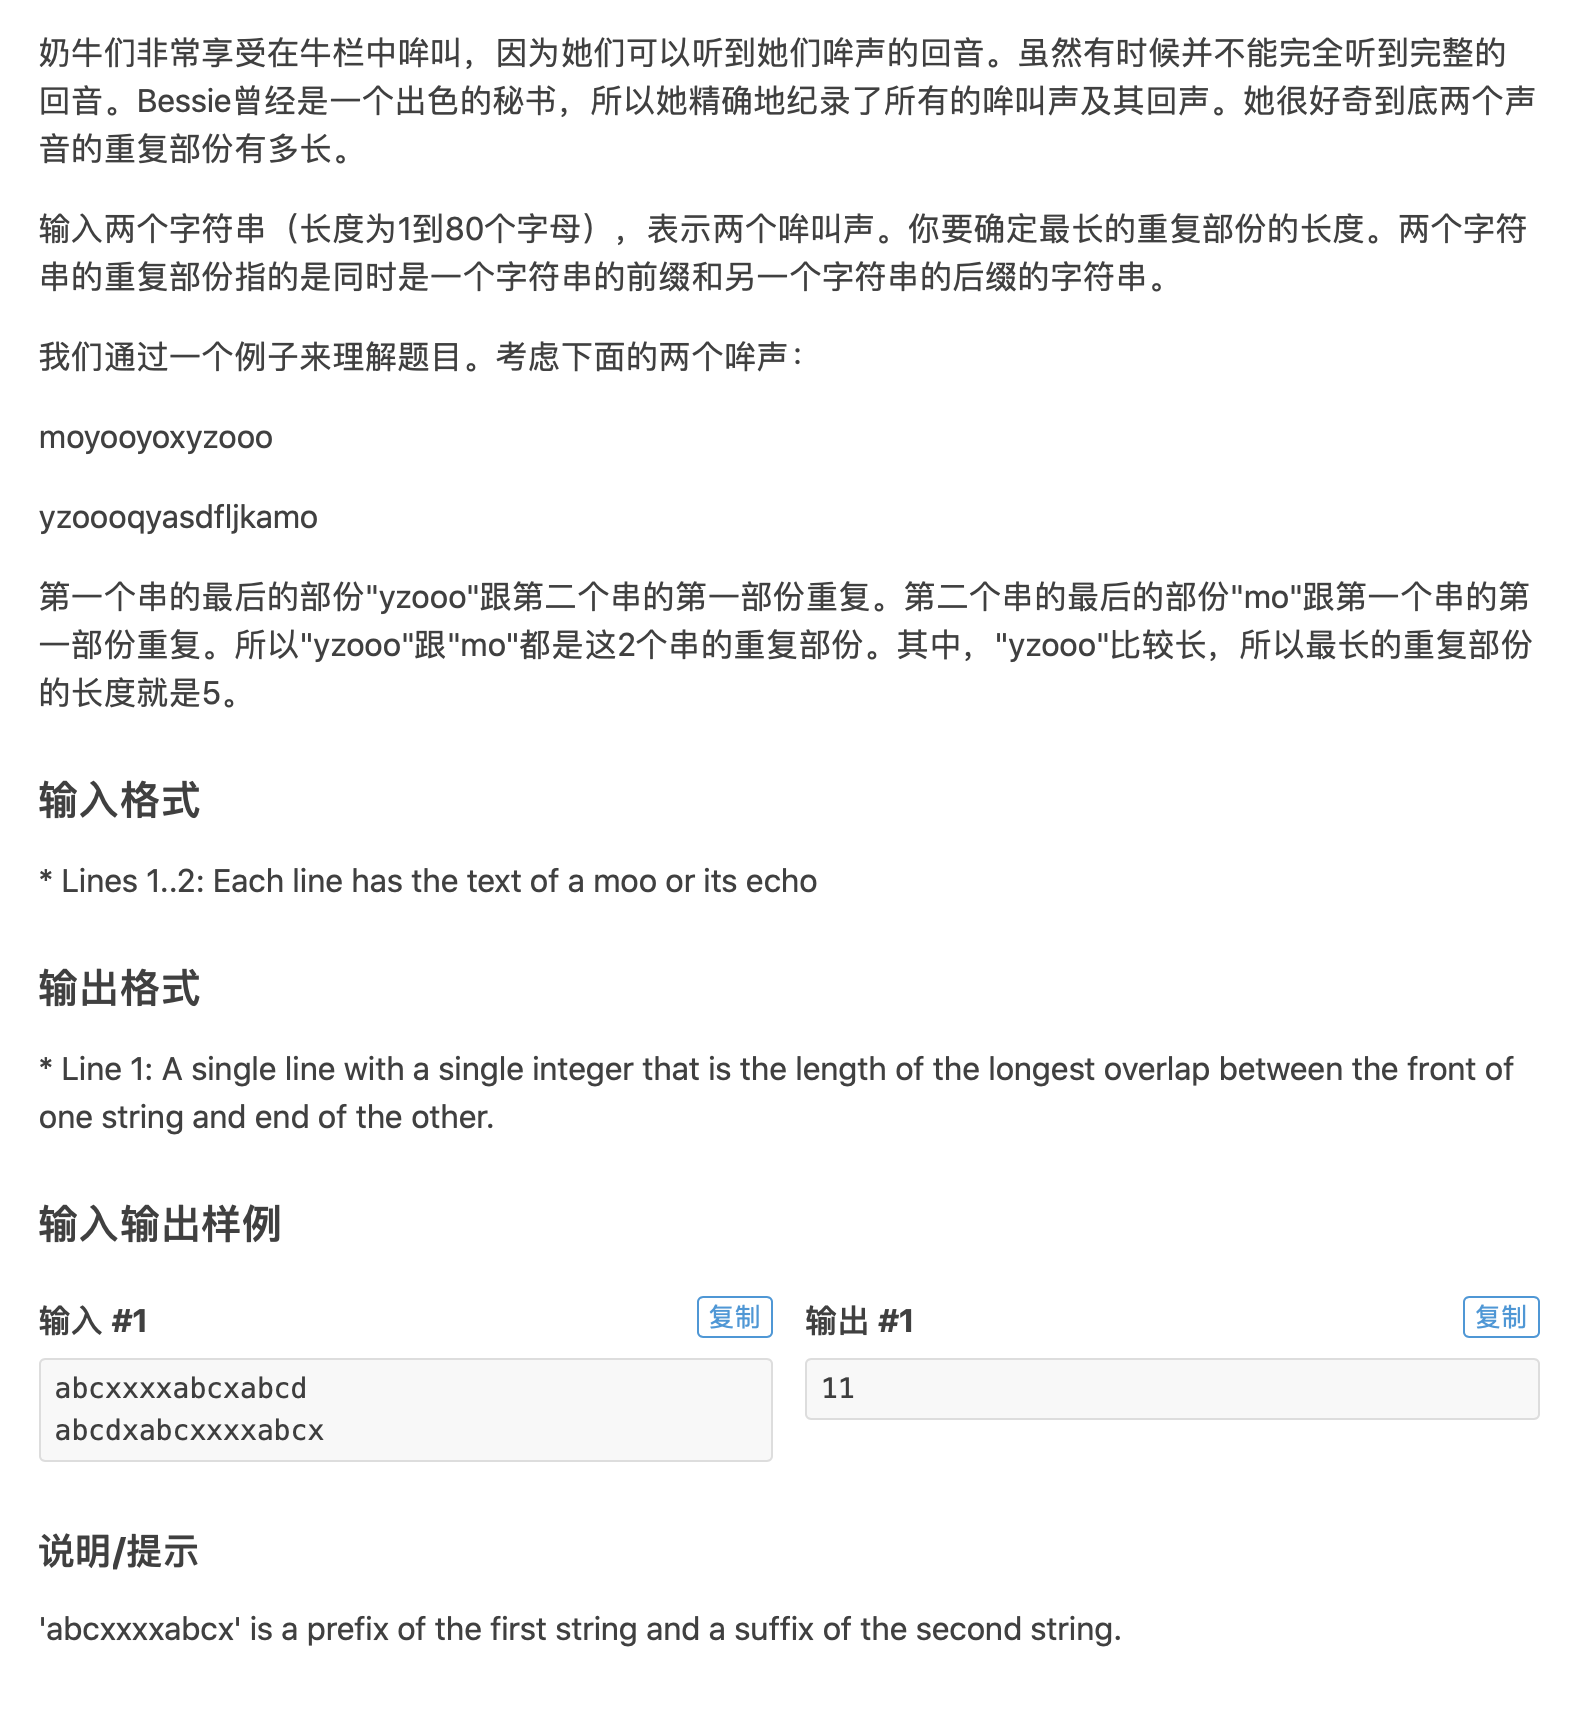 奶牛们非常享受在牛栏中哞叫，因为她们可以听到她们哞声的回音。虽然有时候并不能完全听到完整的
回音。Bessie曾经是一个出色的秘书，所以她精确地纪录了所有的哞叫声及其回声。她很好奇到底两个声
音的重复部份有多长。
输入两个字符串（长度为1到80个字母），表示两个哞叫声。你要确定最长的重复部份的长度。两个字符
串的重复部份指的是同时是一个字符串的前缀和另一个字符串的后缀的字符串。
我们通过一个例子来理解题目。考虑下面的两个哞声：
moyooyoxyzooo
yzoooqyasdfljkamo
第一个串的最后的部份"yzooo"跟第二个串的第一部份重复。第二个串的最后的部份"mo"跟第一个串的第
一部份重复。所以"yzooo"跟"mo"都是这2个串的重复部份。其中，"yzooo"比较长，所以最长的重复部份
的长度就是5。
输入格式
* Lines 1..2: Each line has the text of a moo or its echo
输出格式
* Line 1: A single line with a single integer that is the length of the longest overlap between the front of
one string and end of the other.
输入输出样例
输入 #1
复制
输出 #1
复制
abcxxxxabcxabcd
abcdxabcxxxxabcx
11
说明/提示
'abcxxxxabcx' is a prefix of the first string and a suffix of the second string.